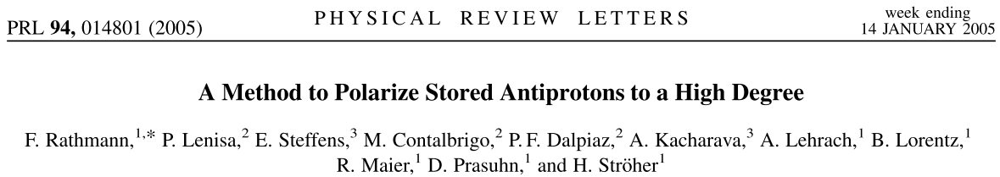 PRL 94, 014801 (2005)
PHYSICAL REVIEW LETTERS
week ending
14 JANUARY 2005
A Method to Polarize Stored Antiprotons to a High Degree
F. Rathmann,1,* P. Lenisa,2 E. Steffens,3 M. Contalbrigo,2 P. F. Dalpiaz,2 A. Kacharava,3 A. Lehrach,1 B. Lorentz,1
R. Maier,1 D. Prasuhn,1 and H. Ströher1